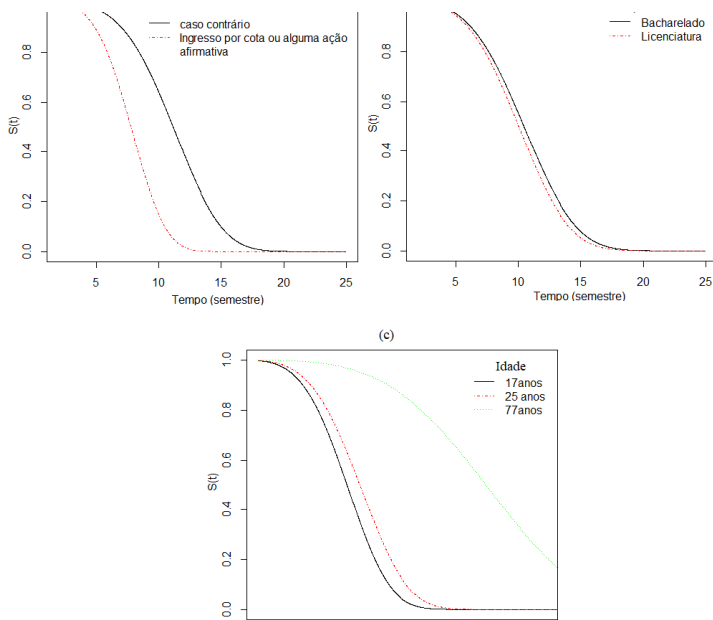 caso contrário
Ingresso por cota ou alguma ação
afirmativa
S(t)
0.0 0.2 0.4 0.6 0.8
5 10 15 20 25
Tempo (semestre)
Bacharelado
Licenciatura
S(t)
0.0 0.2 0.4 0.6 0.8
5 10 15 20 25
Tempo (semestre)
(c)
Idade
17anos
25 anos
77anos
S(t)
0.0 0.2 0.4 0.6 0.8 1.0